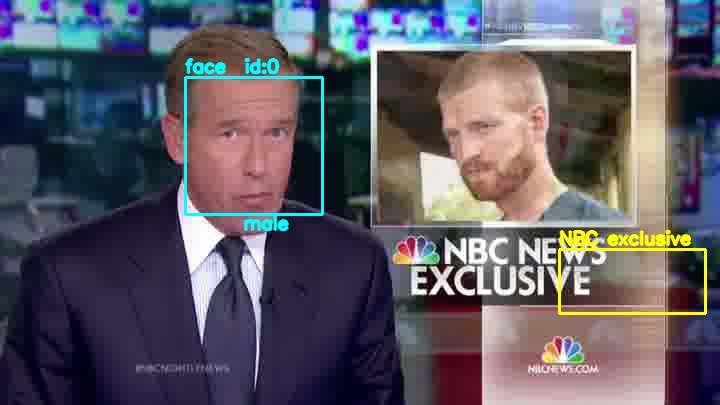 face id:0
male
NBC exclusive
NBC NEWS
EXCLUSIVE
NBCNEWS.COM
@NBCNIGHTLYNEWS